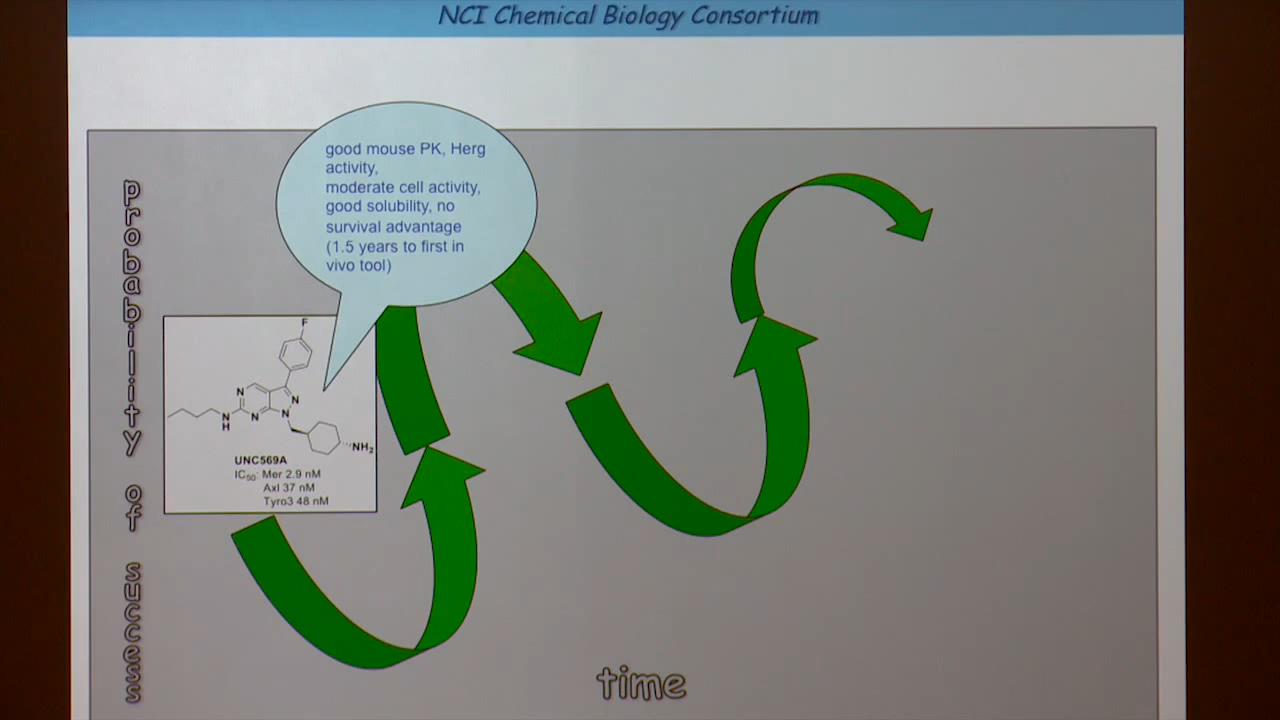 NCI Chemical Biology Consortium
good mouse PK, Herg
activity,
moderate cell activity,
good solubility, no
survival advantage
(1.5 years to first in
vivo tool)
probability of success
F
N
N
N
N
N
H
NH2
UNC569A
IC50: Mer 2.9 nM
Axl 37 nM
Tyro3 48 nM
time